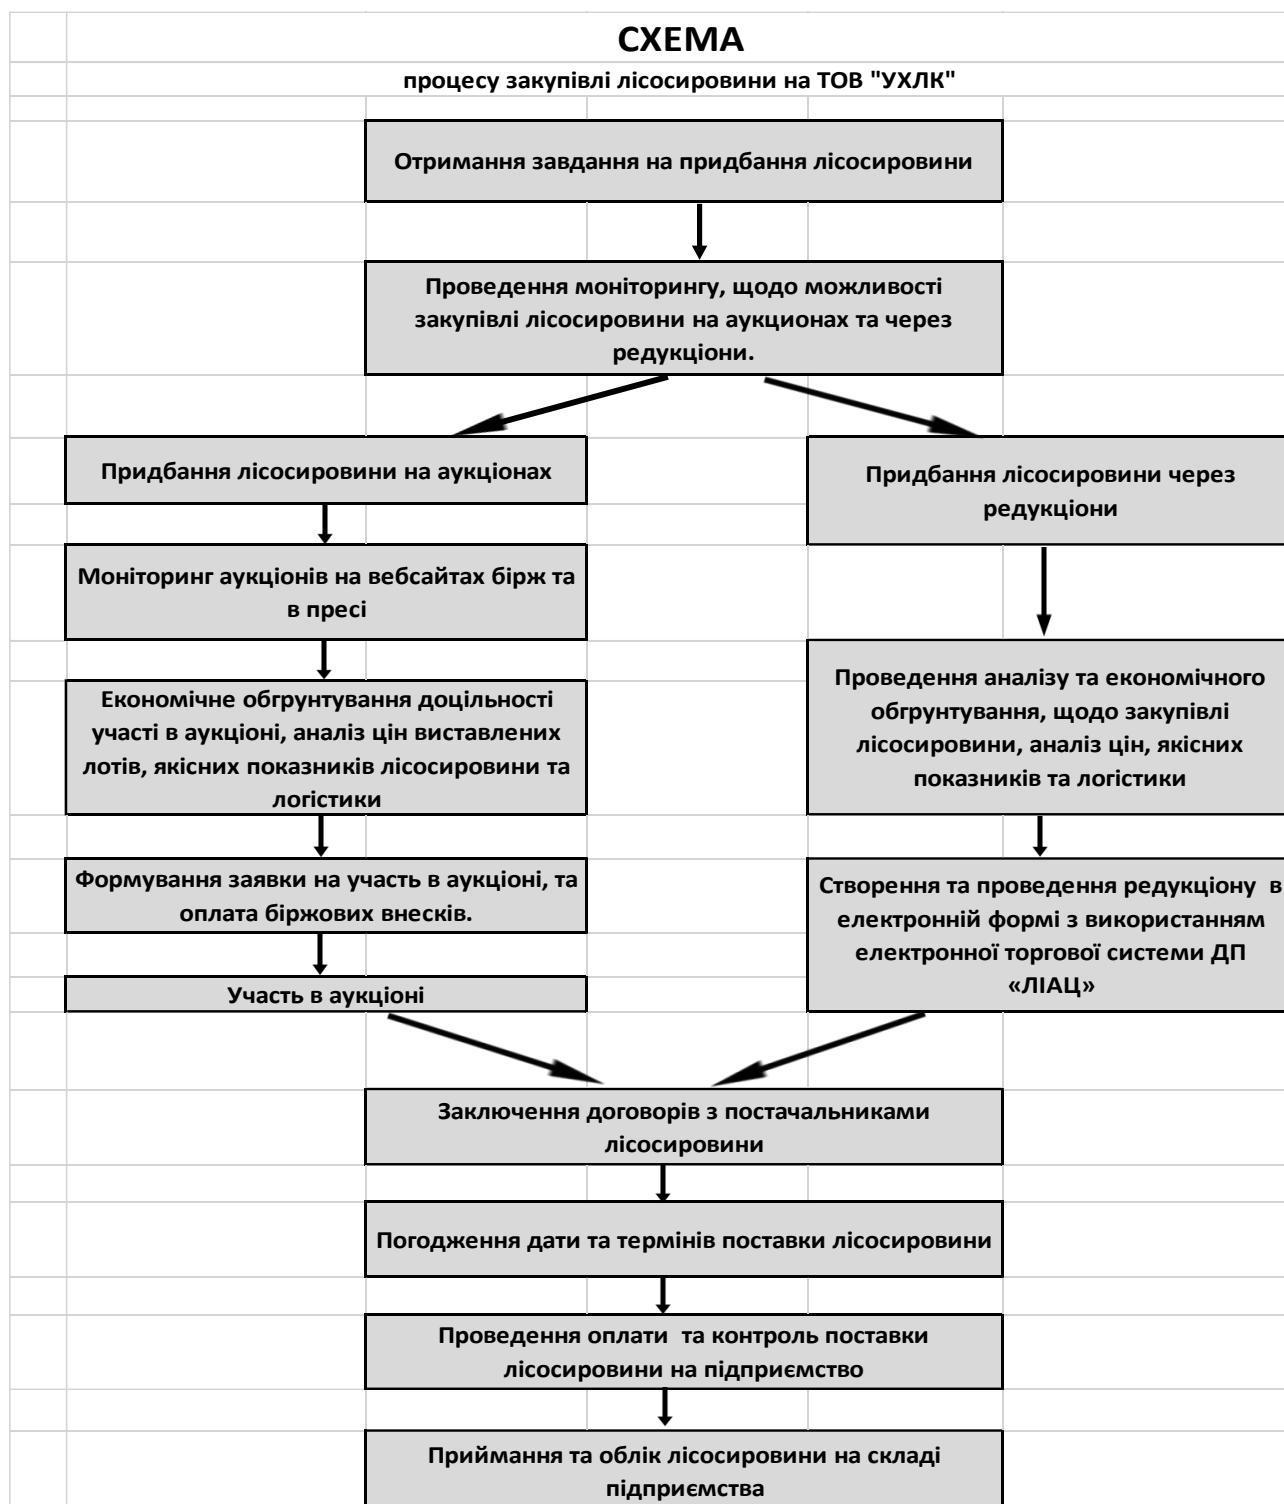 СХЕМА
процесу закупівлі лісосировини на ТОВ "УХЛК"
Отримання завдання на придбання лісосировини
Проведення моніторингу, щодо можливості
закупівлі лісосировини на аукционах та через
редукціони.
Придбання лісосировини на аукціонах
Моніторинг аукціонів на вебсайтах бірж та
в пресі
Економічне обгрунтування доцільності
участі в аукціоні, аналіз цін виставлених
лотів, якісних показників лісосировини та
логістики
Формування заявки на участь в аукціоні, та
оплата біржових внесків.
Участь в аукціоні
Придбання лісосировини через
редукціони
Проведення аналізу та економічного
обгрунтування, щодо закупівлі
лісосировини, аналіз цін, якісних
показників та логістики
Створення та проведення редукціону в
електронній формі з використанням
електронної торгової системи ДП
«ЛІАЦ»
Заключення договорів з постачальниками
лісосировини
Погодження дати та термінів поставки лісосировини
Проведення оплати та контроль поставки
лісосировини на підприємство
Приймання та облік лісосировини на складі
підприємства